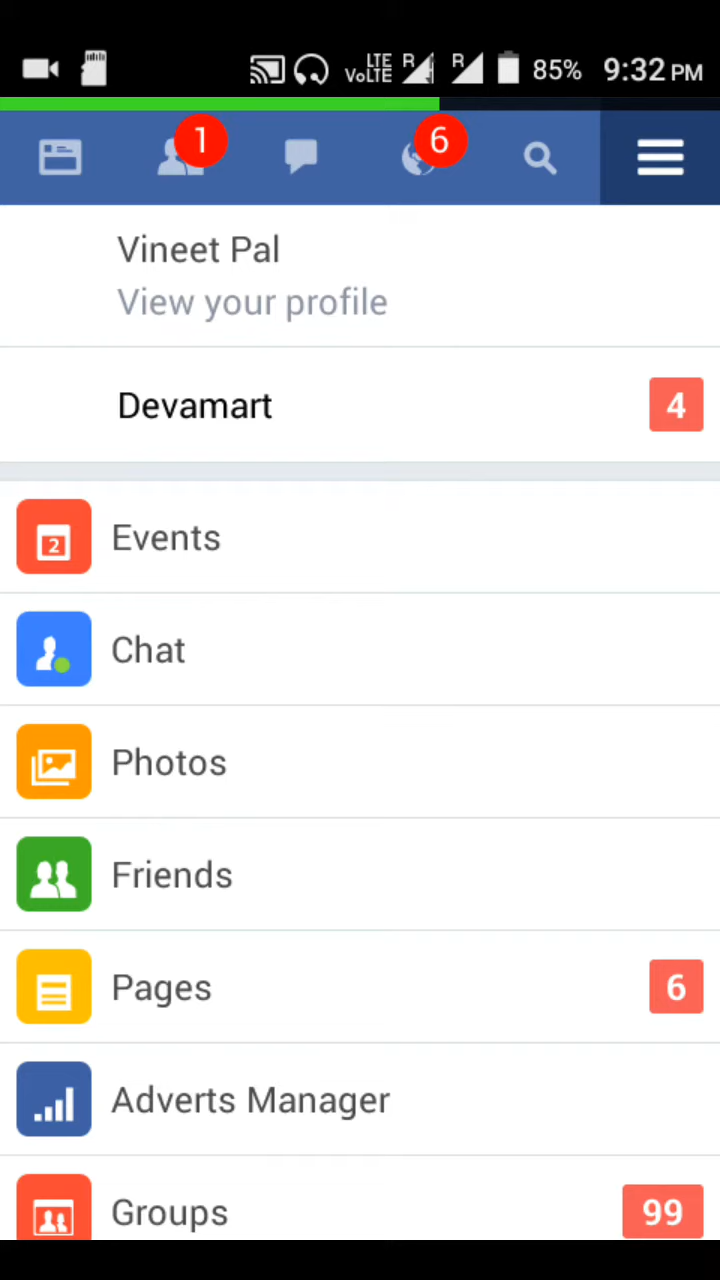 LTE
VoLTE
R
R
85%
9:32 PM
1
6
Vineet Pal
View your profile
Devamart
4
2
Events
Chat
Photos
Friends
Pages
6
Adverts Manager
Groups
99